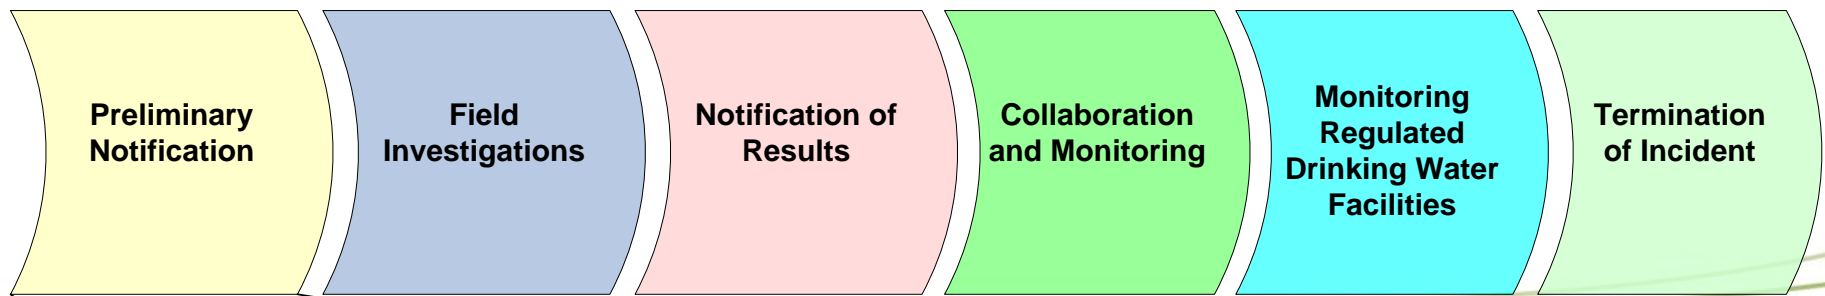 Preliminary
Notification
Field
Investigations
Notification of
Results
Collaboration
and Monitoring
Monitoring
Regulated
Drinking Water
Facilities
Termination
of Incident